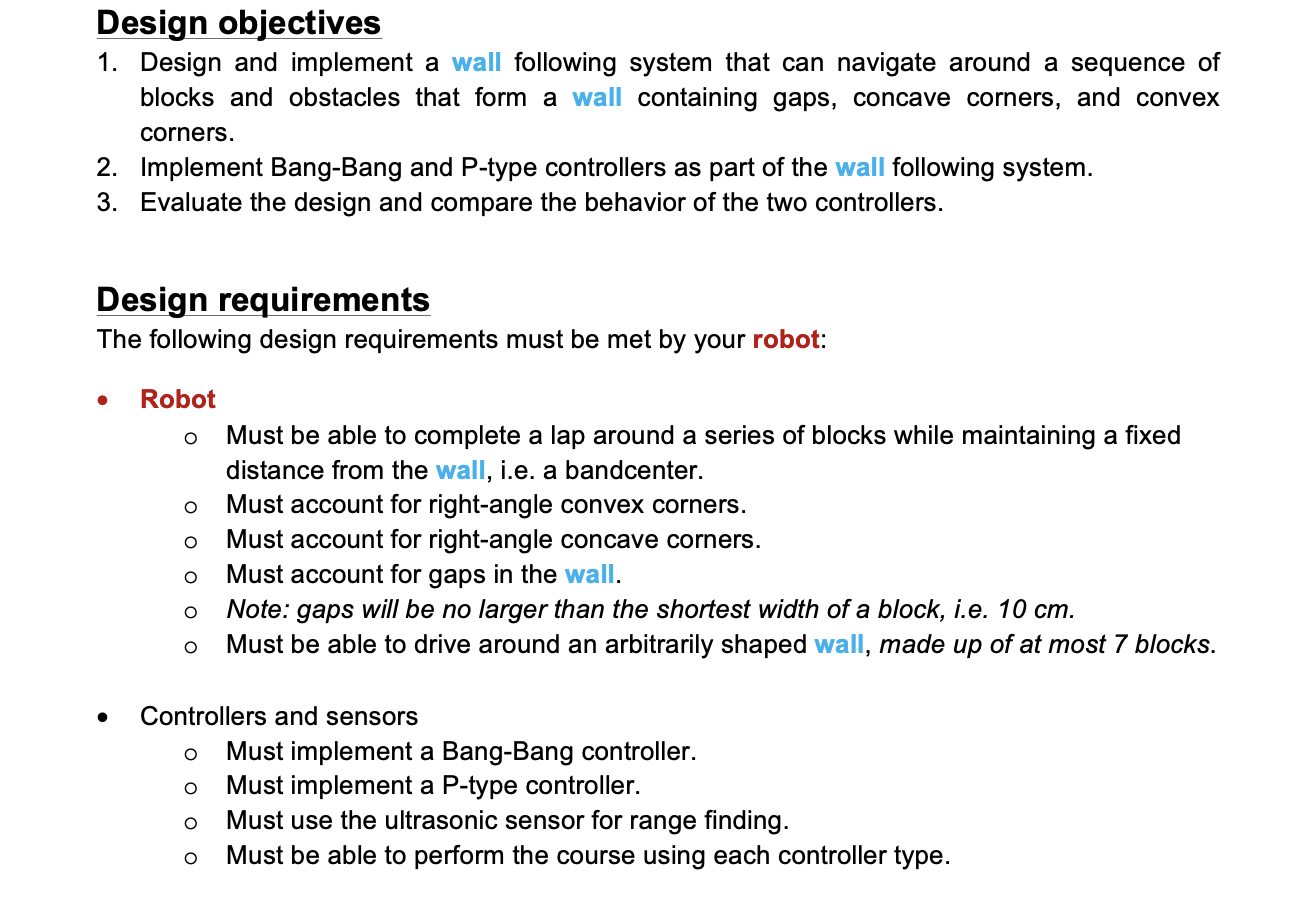 Design objectives
1. Design and implement a wall following system that can navigate around a sequence of
blocks and obstacles that form a wall containing gaps, concave corners, and convex
corners.
2. Implement Bang-Bang and P-type controllers as part of the wall following system.
3. Evaluate the design and compare the behavior of the two controllers.
Design requirements
The following design requirements must be met by your robot:
• Robot
o Must be able to complete a lap around a series of blocks while maintaining a fixed
distance from the wall, i.e. a bandcenter.
o Must account for right-angle convex corners.
o Must account for right-angle concave corners.
o Must account for gaps in the wall.
o Note: gaps will be no larger than the shortest width of a block, i.e. 10 cm.
o Must be able to drive around an arbitrarily shaped wall, made up of at most 7 blocks.
• Controllers and sensors
o Must implement a Bang-Bang controller.
o Must implement a P-type controller.
o Must use the ultrasonic sensor for range finding.
o Must be able to perform the course using each controller type.